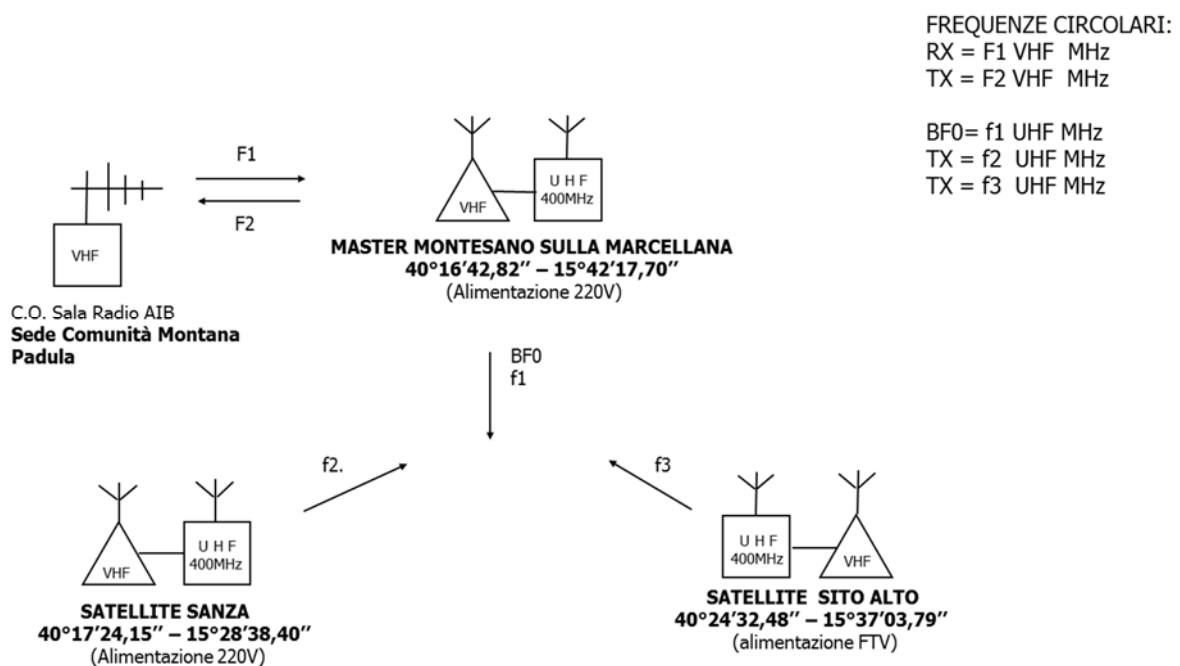 FREQUENZE CIRCOLARI:
RX = F1 VHF MHz
TX = F2 VHF MHz
BF0= f1 UHF MHz
TX = f2 UHF MHz
TX = f3 UHF MHz
F1
F2
VHF
C.O. Sala Radio AIB
Sede Comunità Montana
Padula
VHF
U H F
400MHz
MASTER MONTESANO SULLA MARCELLANA
40°16’42,82’’ – 15°42’17,70’’
(Alimentazione 220V)
BF0
f1
f2.
f3
VHF
U H F
400MHz
SATELLITE SANZA
40°17’24,15’’ – 15°28’38,40’’
(Alimentazione 220V)
U H F
400MHz
VHF
SATELLITE SITO ALTO
40°24’32,48’’ – 15°37’03,79’’
(alimentazione FTV)